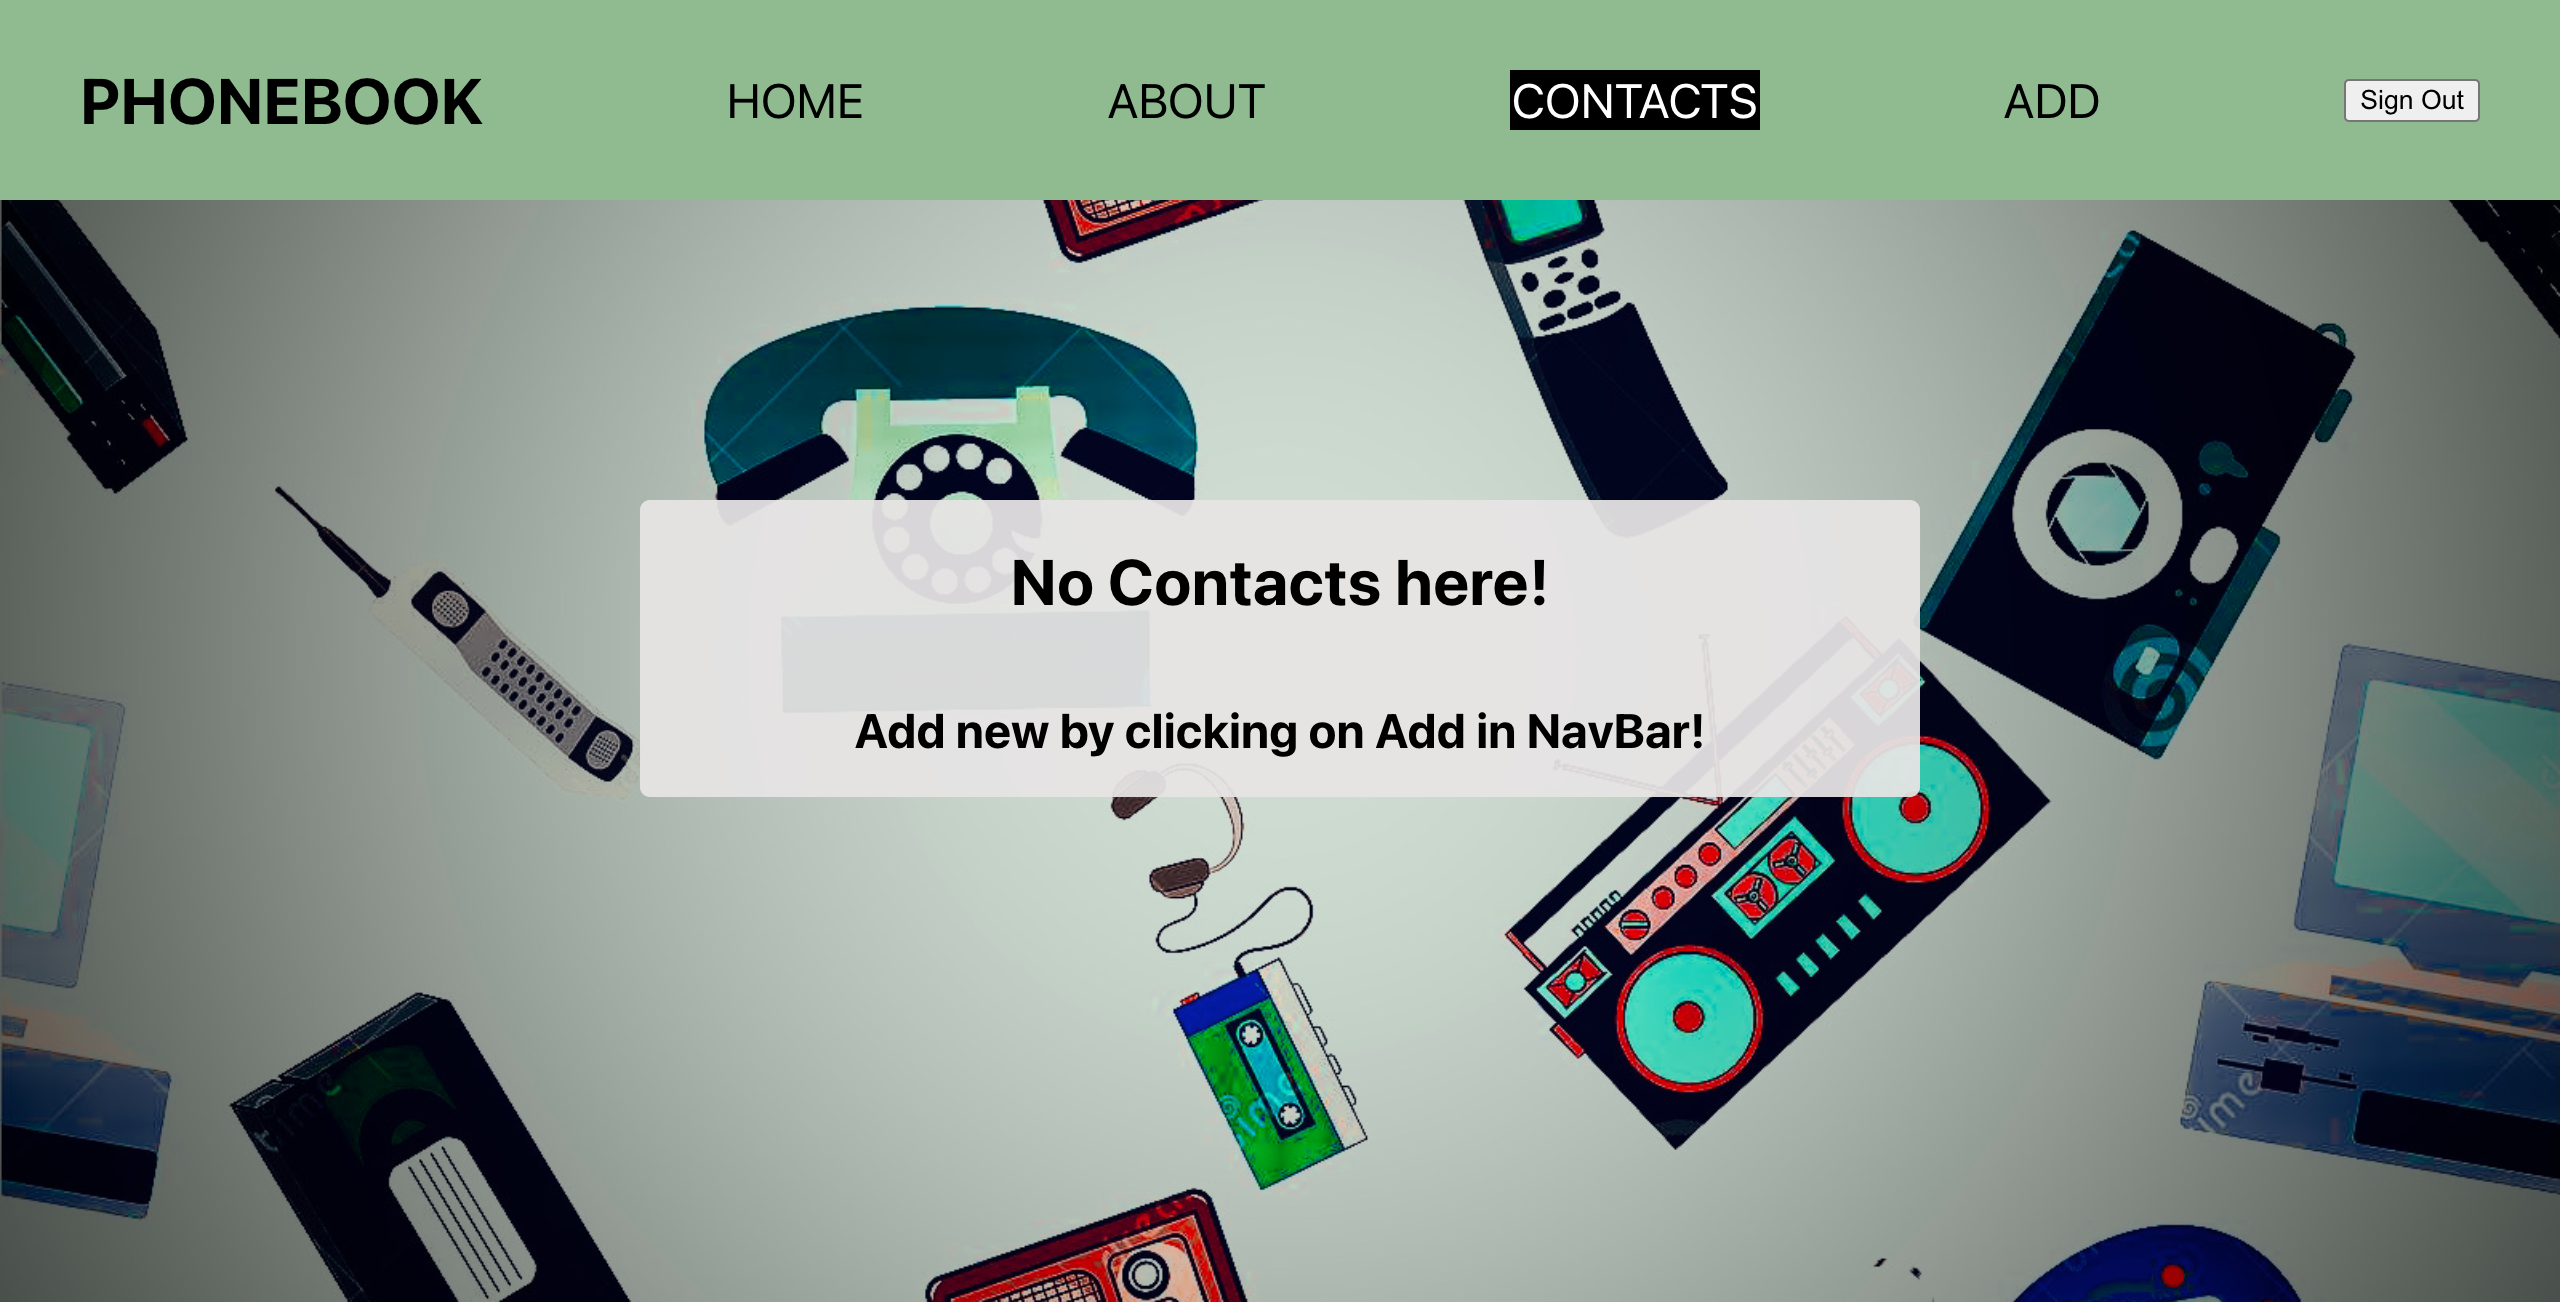 PHONEBOOK HOME ABOUT CONTACTS ADD Sign Out
No Contacts here!
Add new by clicking on Add in NavBar!